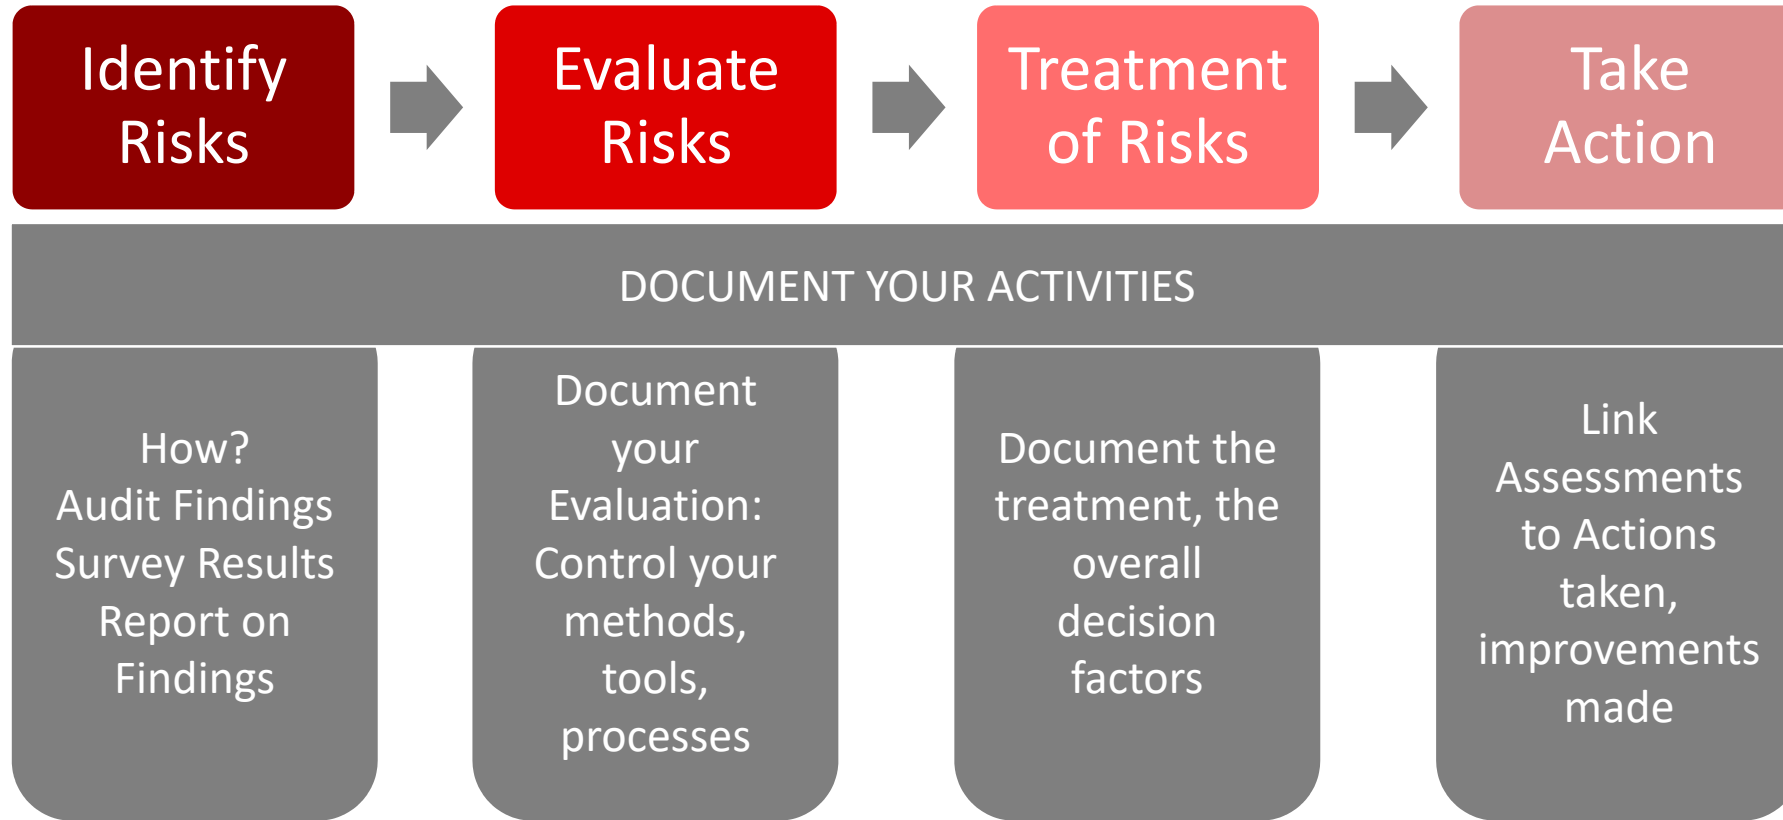 Identify
Risks
Evaluate
Risks
Treatment
of Risks
Take
Action
DOCUMENT YOUR ACTIVITIES
How?
Audit Findings
Survey Results
Report on
Findings
Document
your
Evaluation:
Control your
methods,
tools,
processes
Document the
treatment, the
overall
decision
factors
Link
Assessments
to Actions
taken,
improvements
made